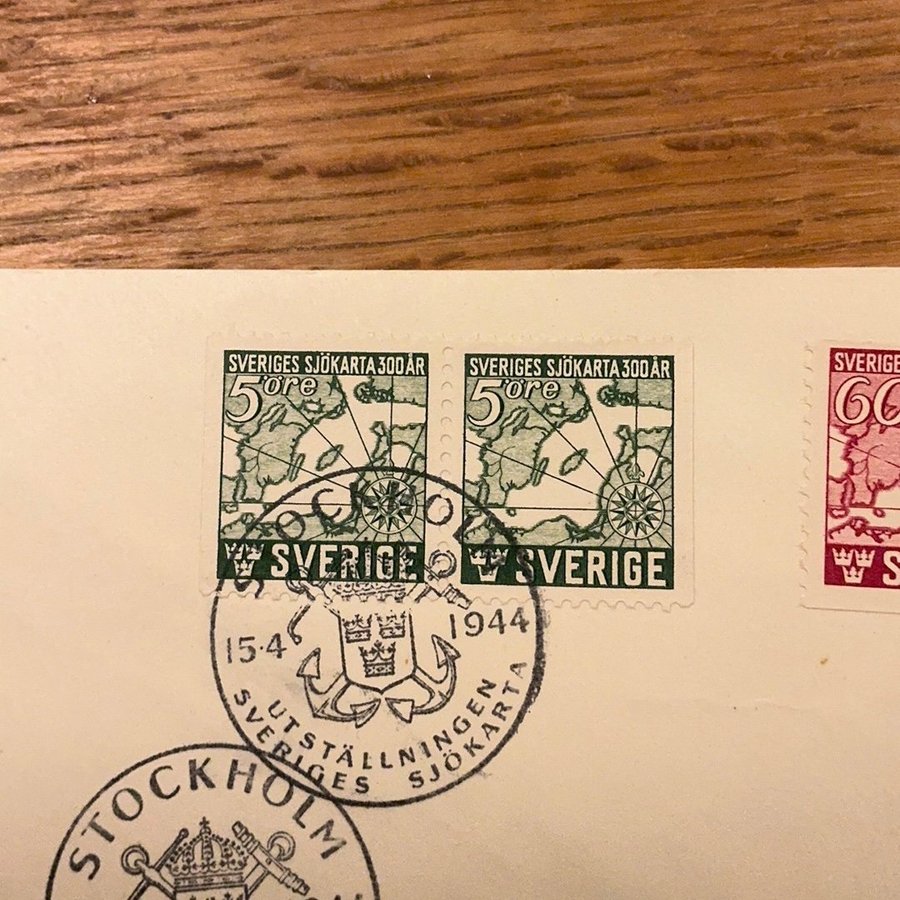 SVERIGES SJÖKARTA 300 ÅR
5 öre
SVERIGE
SVERIGES SJÖKARTA 300 ÅR
5 öre
SVERIGE
SVERIGE
60
S
STOCKHOLM
15·4
1944
UTSTÄLLNINGEN
SVERIGES SJÖKARTA
STOCKHOLM